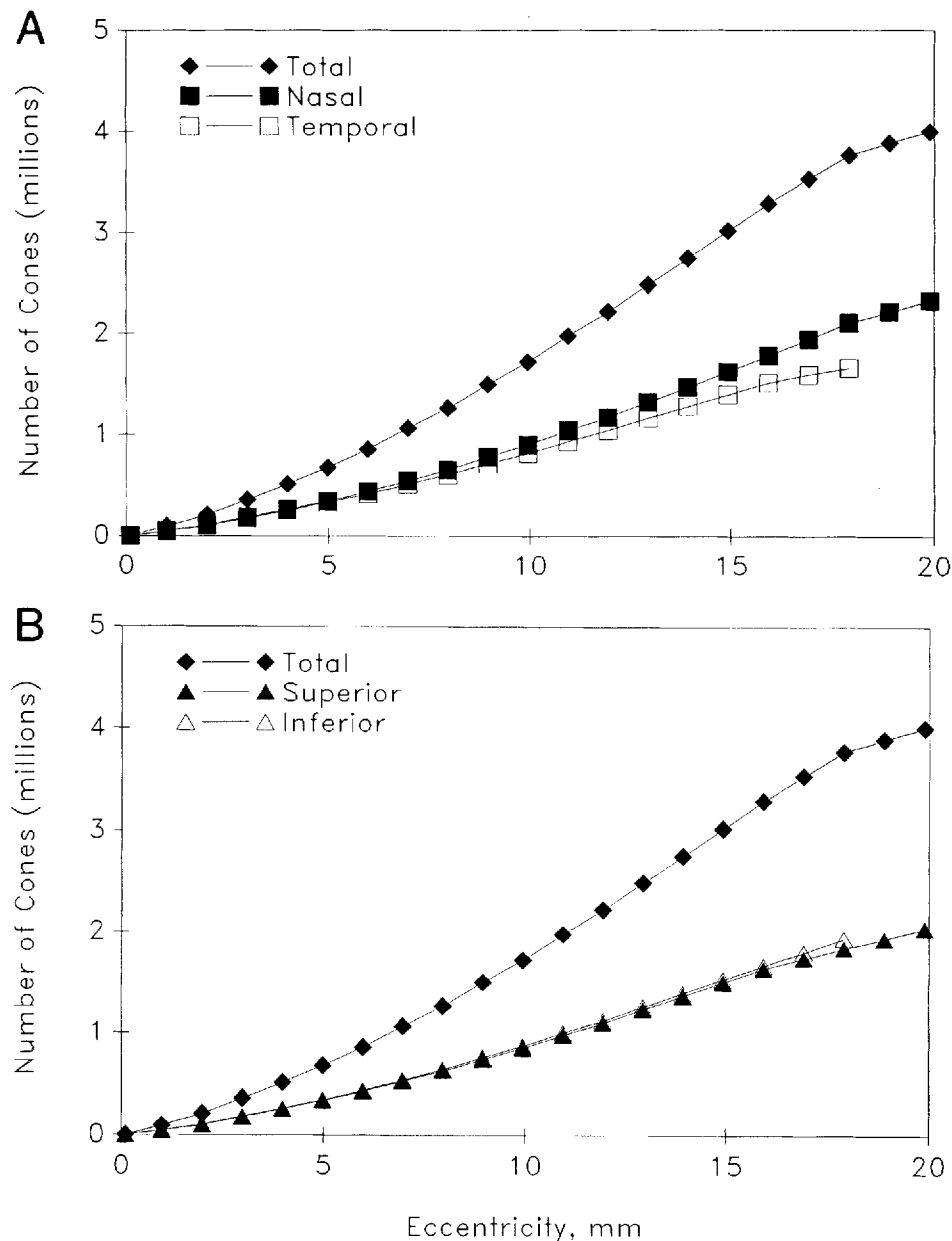 A
5
4
3
2
1
0
Number of Cones (millions)
Total
Nasal
Temporal
0
5
10
15
20
B
5
4
3
2
1
0
Number of Cones (millions)
Total
Superior
Inferior
0
5
10
15
20
Eccentricity, mm